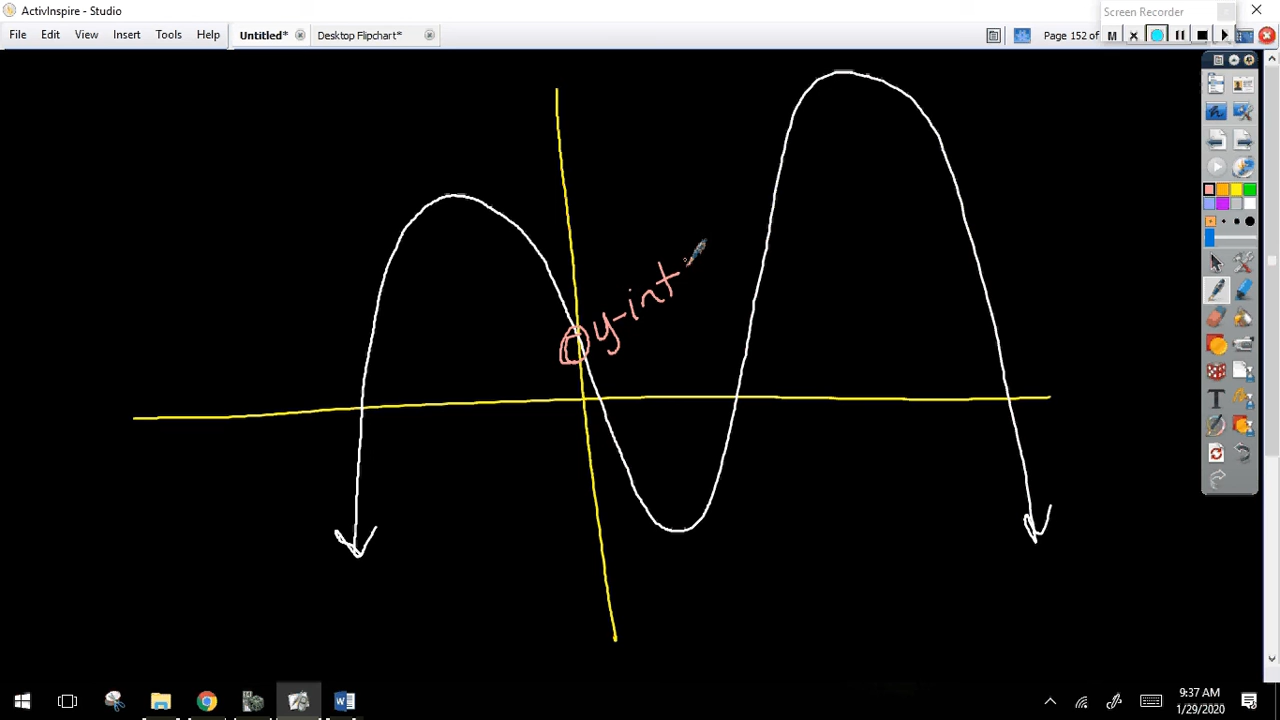 ActivInspire - Studio
Screen Recorder
File Edit View Insert Tools Help Untitled* Desktop Flipchart* Page 152 of
M
y-int
T
9:37 AM
1/29/2020